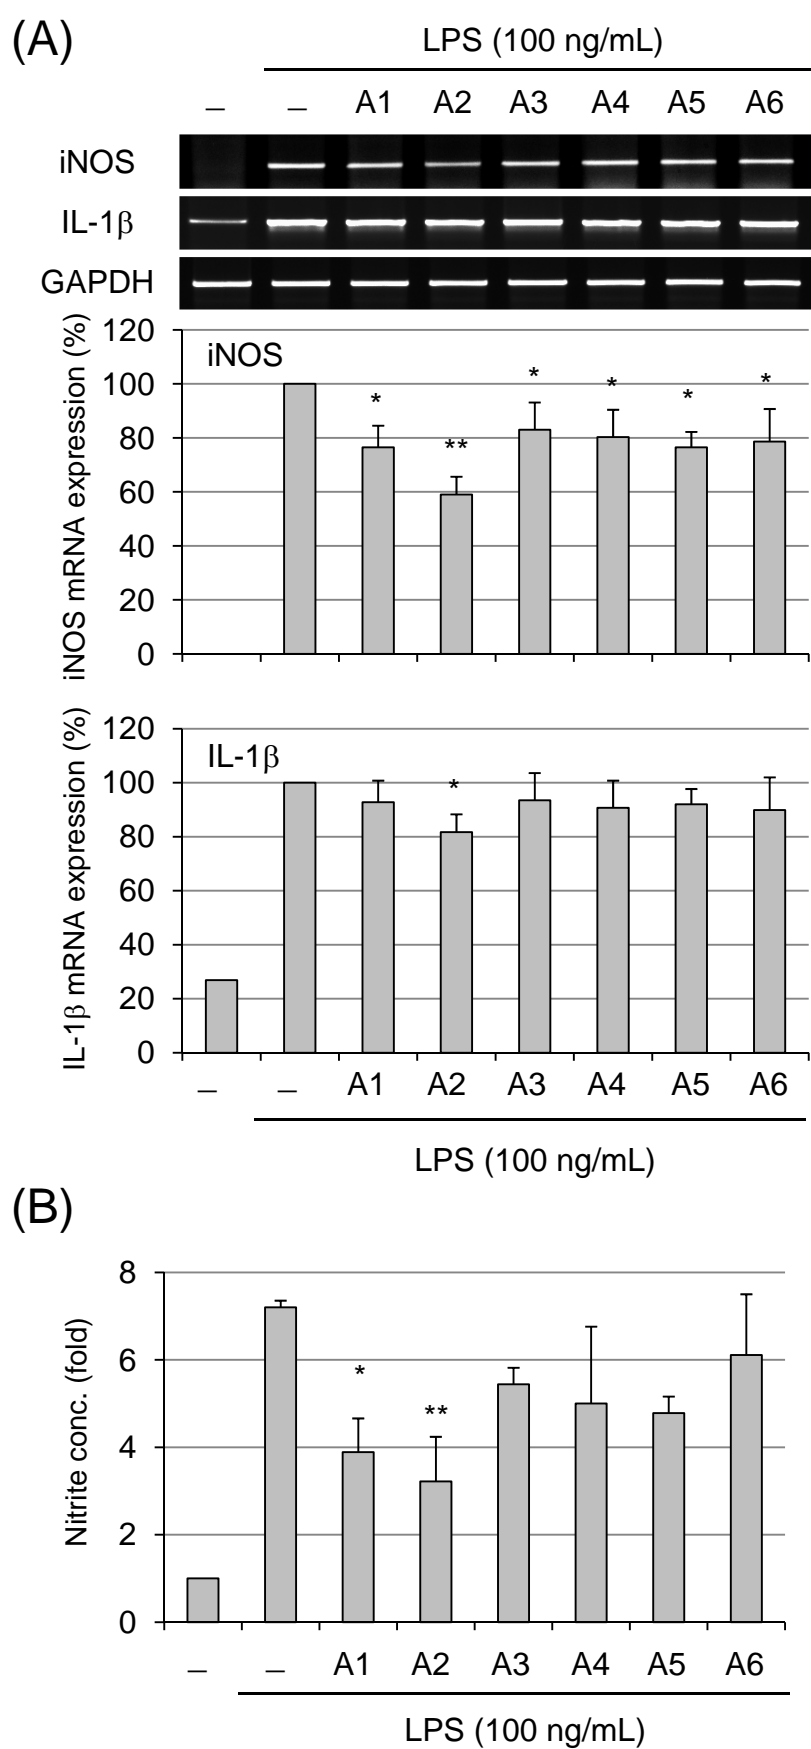 (A)
LPS (100 ng/mL)
– – A1 A2 A3 A4 A5 A6
iNOS
IL-1β
GAPDH
iNOS mRNA expression (%)
120
100
80
60
40
20
0
iNOS
* ** * * * *
IL-1β mRNA expression (%)
120
100
80
60
40
20
0
IL-1β
*
– – A1 A2 A3 A4 A5 A6
LPS (100 ng/mL)
(B)
Nitrite conc. (fold)
8
6
4
2
0
* **
– – A1 A2 A3 A4 A5 A6
LPS (100 ng/mL)